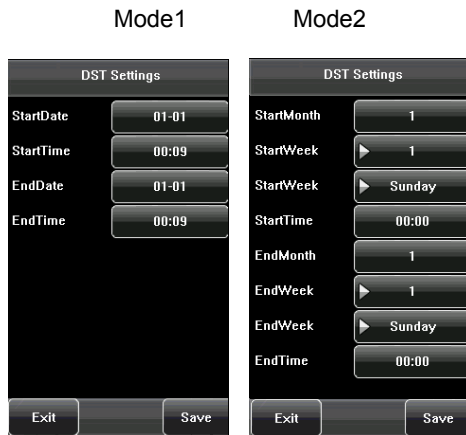 Mode1
Mode2
DST Settings
StartDate 01-01
StartTime 00:09
EndDate 01-01
EndTime 00:09
Exit Save
DST Settings
StartMonth 1
StartWeek 1
StartWeek Sunday
StartTime 00:00
EndMonth 1
EndWeek 1
EndWeek Sunday
EndTime 00:00
Exit Save